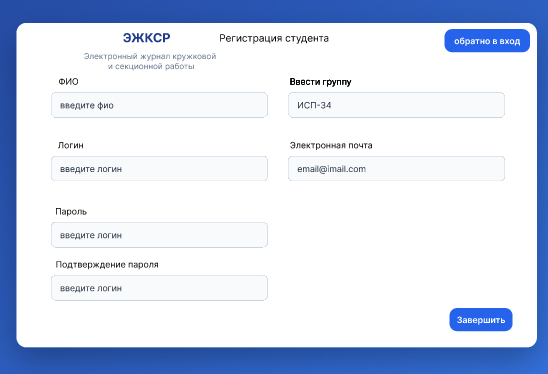 ЭЖКСР
Регистрация студента
обратно в вход
Электронный журнал кружковой
и секционной работы
ФИО
Ввести группу
введите фио
ИСП-34
Логин
Электронная почта
введите логин
email@imail.com
Пароль
введите логин
Подтверждение пароля
введите логин
Завершить